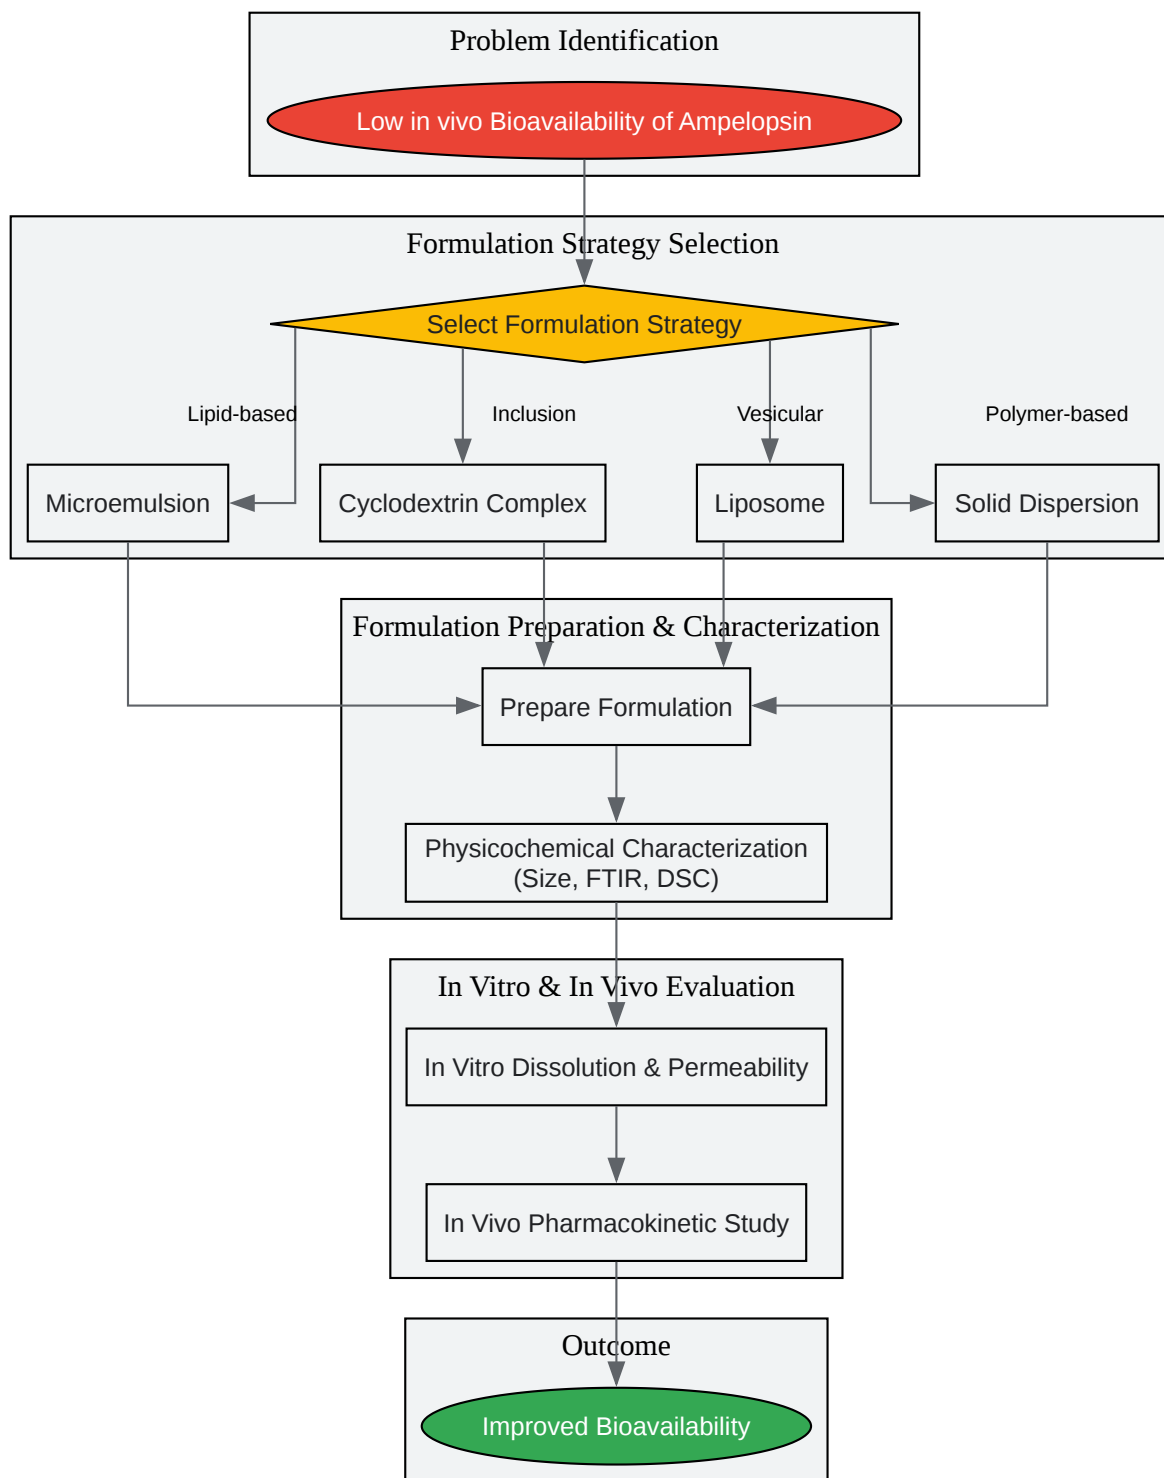 Problem Identification
Low in vivo Bioavailability of Ampelopsin
Formulation Strategy Selection
Select Formulation Strategy
Lipid-based
Inclusion
Vesicular
Polymer-based
Microemulsion
Cyclodextrin Complex
Liposome
Solid Dispersion
Formulation Preparation & Characterization
Prepare Formulation
Physicochemical Characterization
(Size, FTIR, DSC)
In Vitro & In Vivo Evaluation
In Vitro Dissolution & Permeability
In Vivo Pharmacokinetic Study
Outcome
Improved Bioavailability